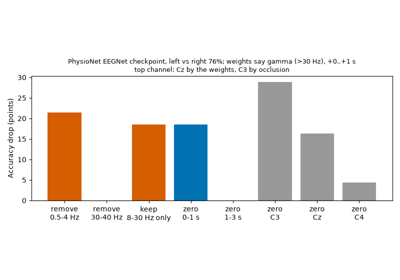 PhysioNet EEGNet checkpoint, left vs right 76%; weights say gamma (>30 Hz), +0..+1 s
top channel: Cz by the weights, C3 by occlusion
Accuracy drop (points)
30
25
20
15
10
5
0
remove
0.5-4 Hz
remove
30-40 Hz
keep
8-30 Hz only
zero
0-1 s
zero
1-3 s
zero
C3
zero
Cz
zero
C4